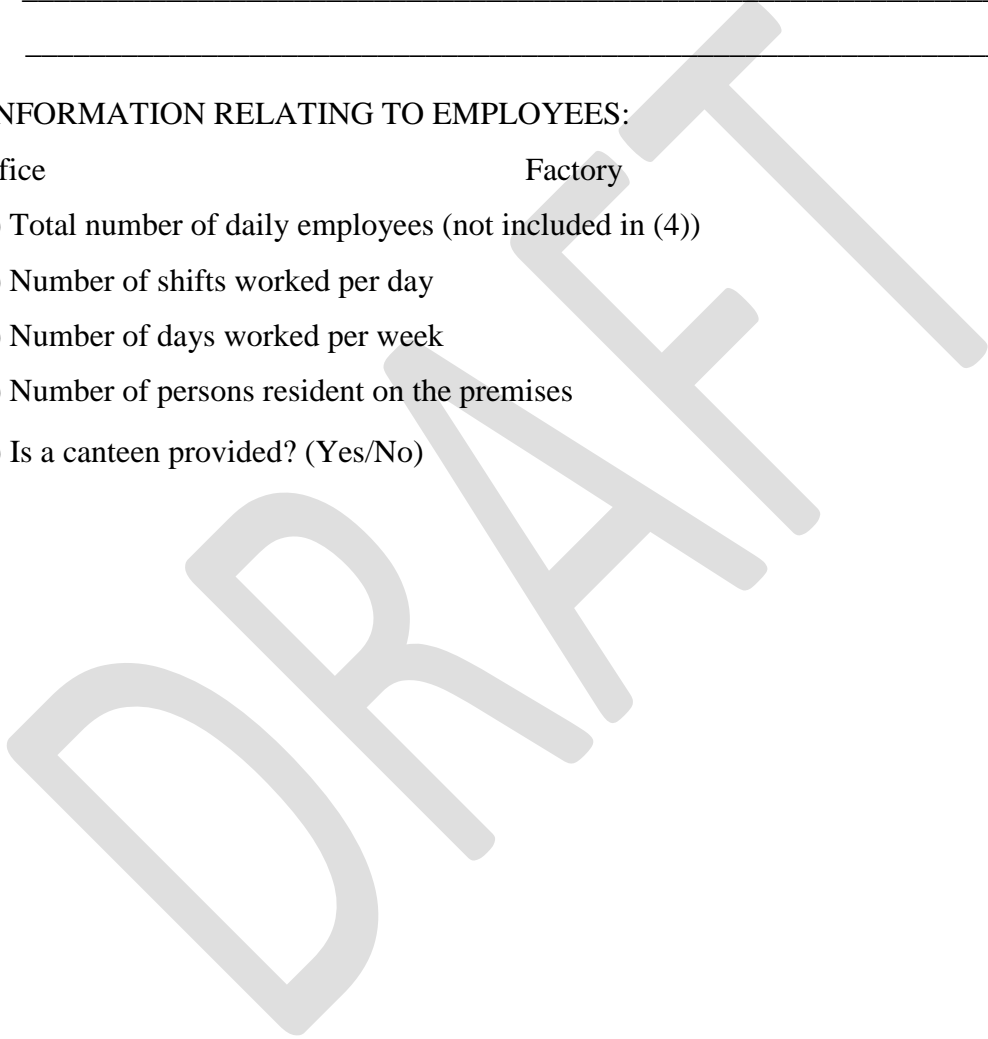 NFORMATION RELATING TO EMPLOYEES:
fice Factory
) Total number of daily employees (not included in (4))
) Number of shifts worked per day
) Number of days worked per week
) Number of persons resident on the premises
) Is a canteen provided? (Yes/No)
DRAFT